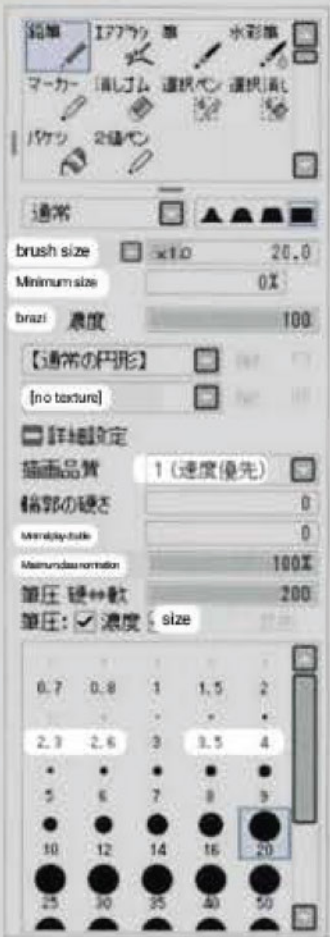 鉛筆 エアブラシ 筆 水彩筆
マーカー 消しゴム 選択ペン 選択消し
バケツ 2値ペン
通常
brush size x1.0 20.0
Minimum size 0%
brazi 濃度 100
【通常の円形】
[no texture]
詳細設定
描画品質 1 (速度優先)
輪郭の硬さ 0
0
100%
筆圧 硬⇔軟 200
筆圧: 濃度 size
0.7 0.8 1 1.5 2
2.3 2.6 3 3.5 4
5 6 7 8 9
10 12 14 16 20
25 30 35 40 50